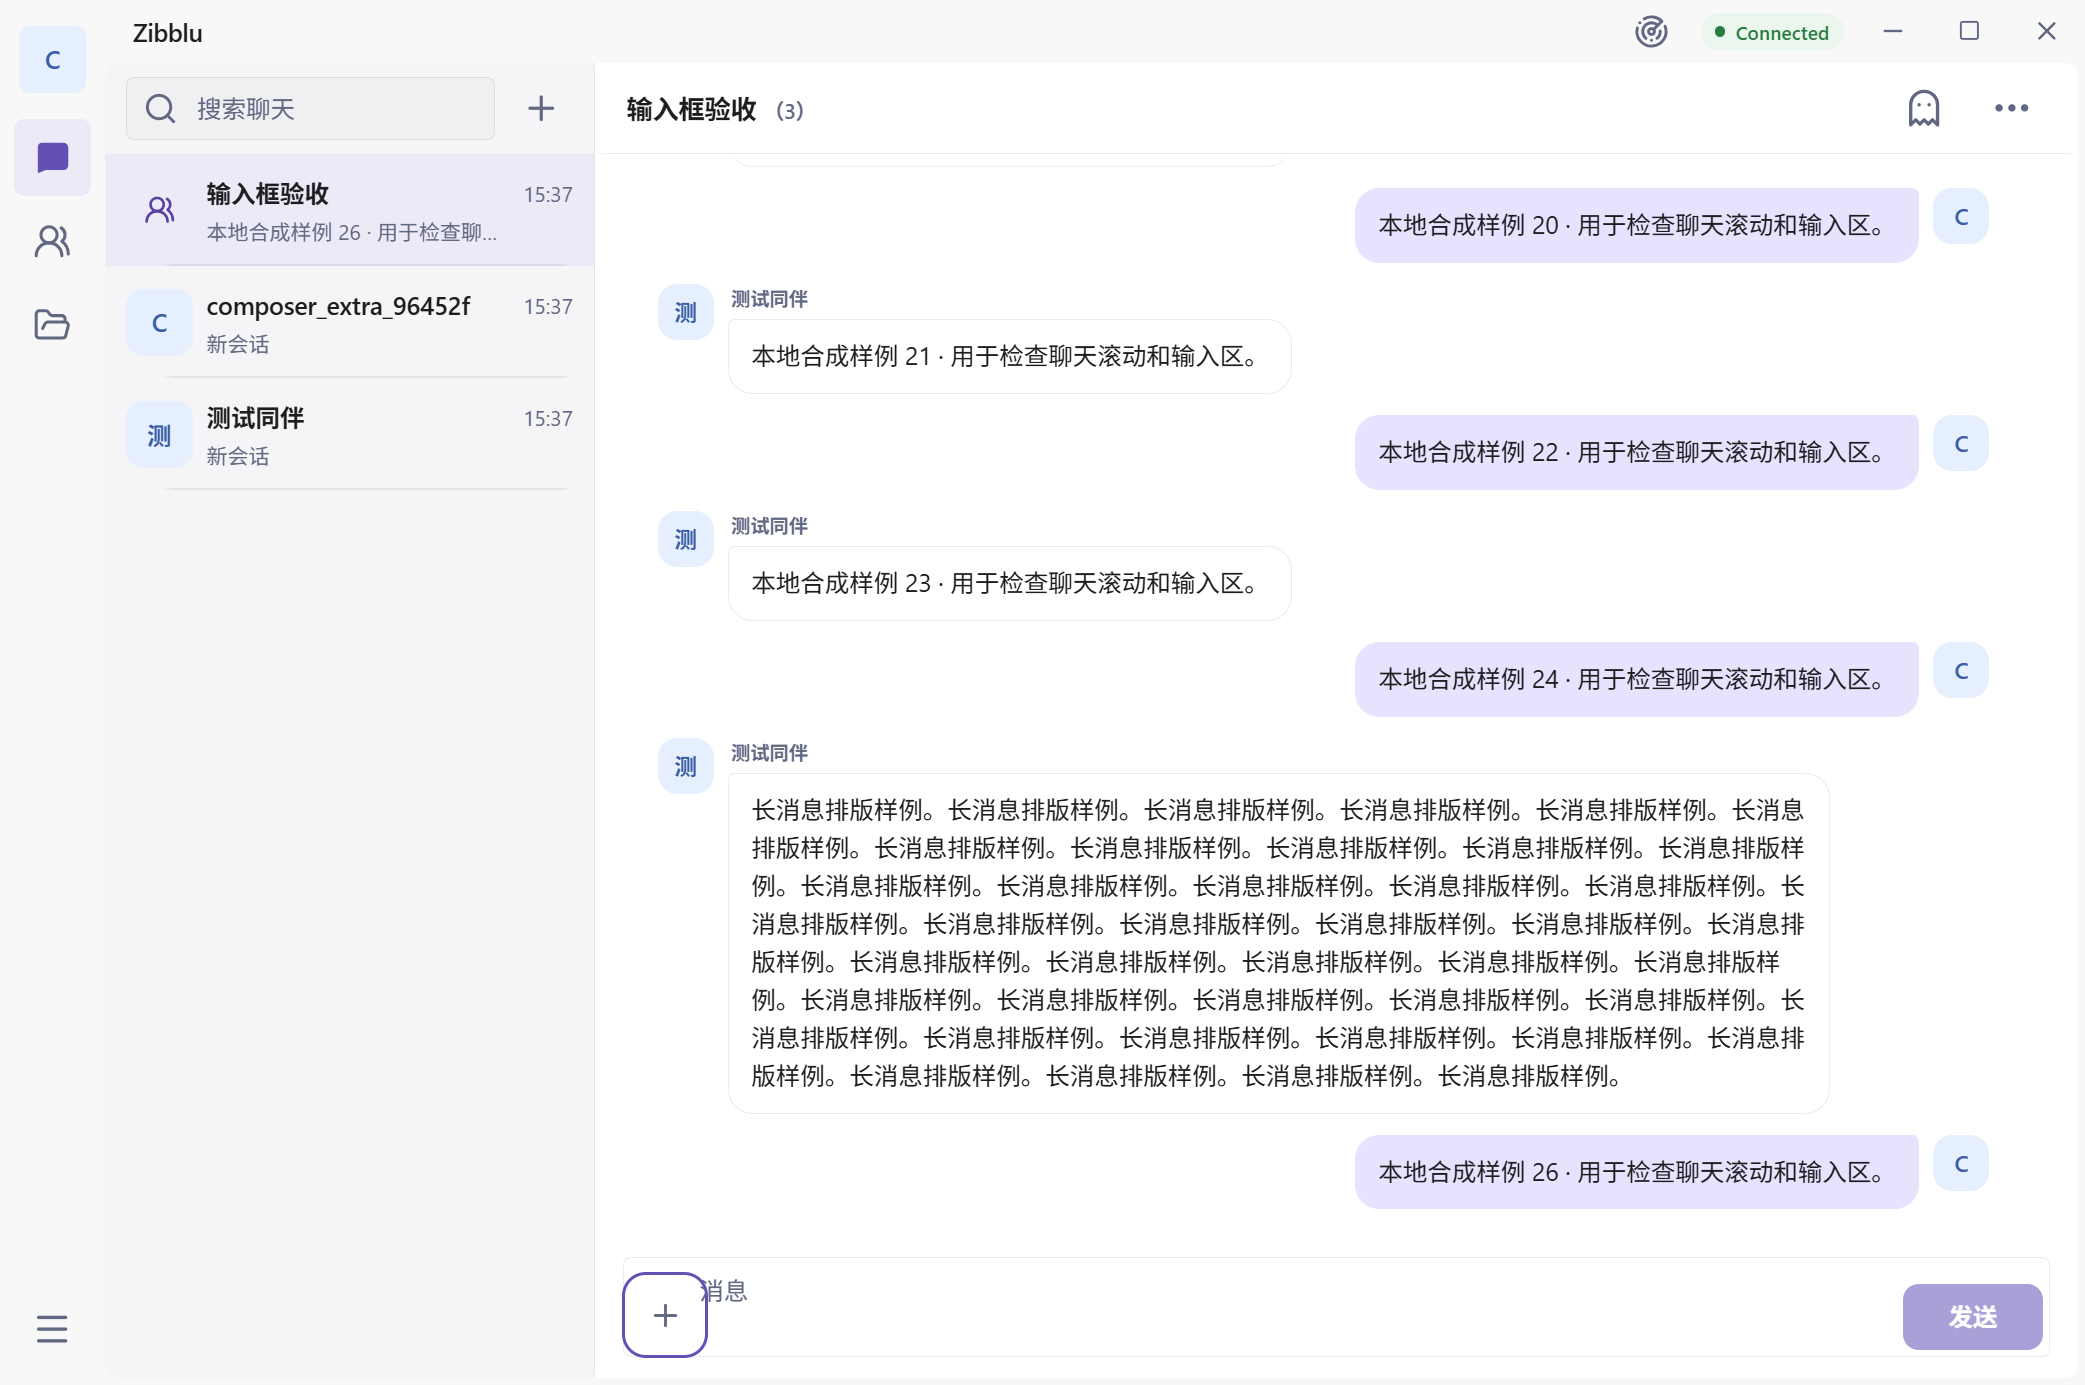 C
Zibblu
Connected
搜索聊天
输入框验收
15:37
本地合成样例 26 · 用于检查聊...
C
composer_extra_96452f
15:37
新会话
测
测试同伴
15:37
新会话
输入框验收 (3)
本地合成样例 20 · 用于检查聊天滚动和输入区。
C
测
测试同伴
本地合成样例 21 · 用于检查聊天滚动和输入区。
本地合成样例 22 · 用于检查聊天滚动和输入区。
C
测
测试同伴
本地合成样例 23 · 用于检查聊天滚动和输入区。
本地合成样例 24 · 用于检查聊天滚动和输入区。
C
测
测试同伴
长消息排版样例。长消息排版样例。长消息排版样例。长消息排版样例。长消息排版样例。长消息
排版样例。长消息排版样例。长消息排版样例。长消息排版样例。长消息排版样例。长消息排版样
例。长消息排版样例。长消息排版样例。长消息排版样例。长消息排版样例。长消息排版样例。长
消息排版样例。长消息排版样例。长消息排版样例。长消息排版样例。长消息排版样例。长消息排
版样例。长消息排版样例。长消息排版样例。长消息排版样例。长消息排版样例。长消息排版样
例。长消息排版样例。长消息排版样例。长消息排版样例。长消息排版样例。长消息排版样例。长
消息排版样例。长消息排版样例。长消息排版样例。长消息排版样例。长消息排版样例。长消息排
版样例。长消息排版样例。长消息排版样例。长消息排版样例。长消息排版样例。
本地合成样例 26 · 用于检查聊天滚动和输入区。
C
消息
发送